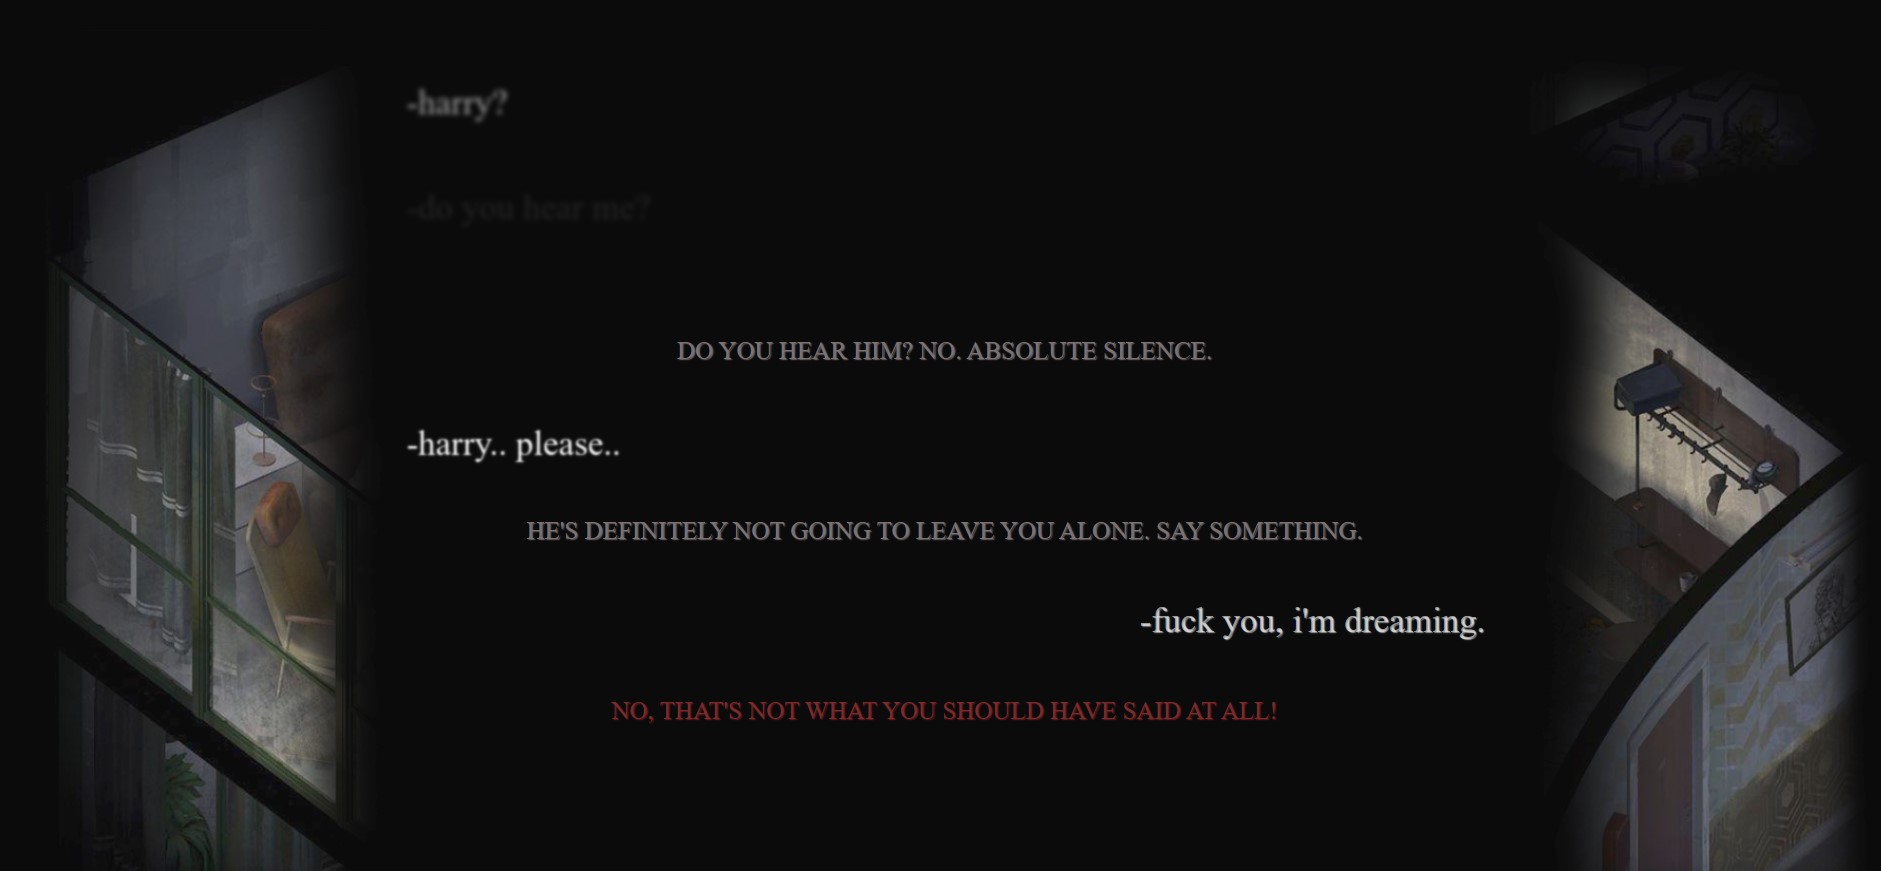 -harry?
-do you hear me?
DO YOU HEAR HIM? NO. ABSOLUTE SILENCE.
-harry.. please..
HE'S DEFINITELY NOT GOING TO LEAVE YOU ALONE. SAY SOMETHING.
-fuck you, i'm dreaming.
NO, THAT'S NOT WHAT YOU SHOULD HAVE SAID AT ALL!